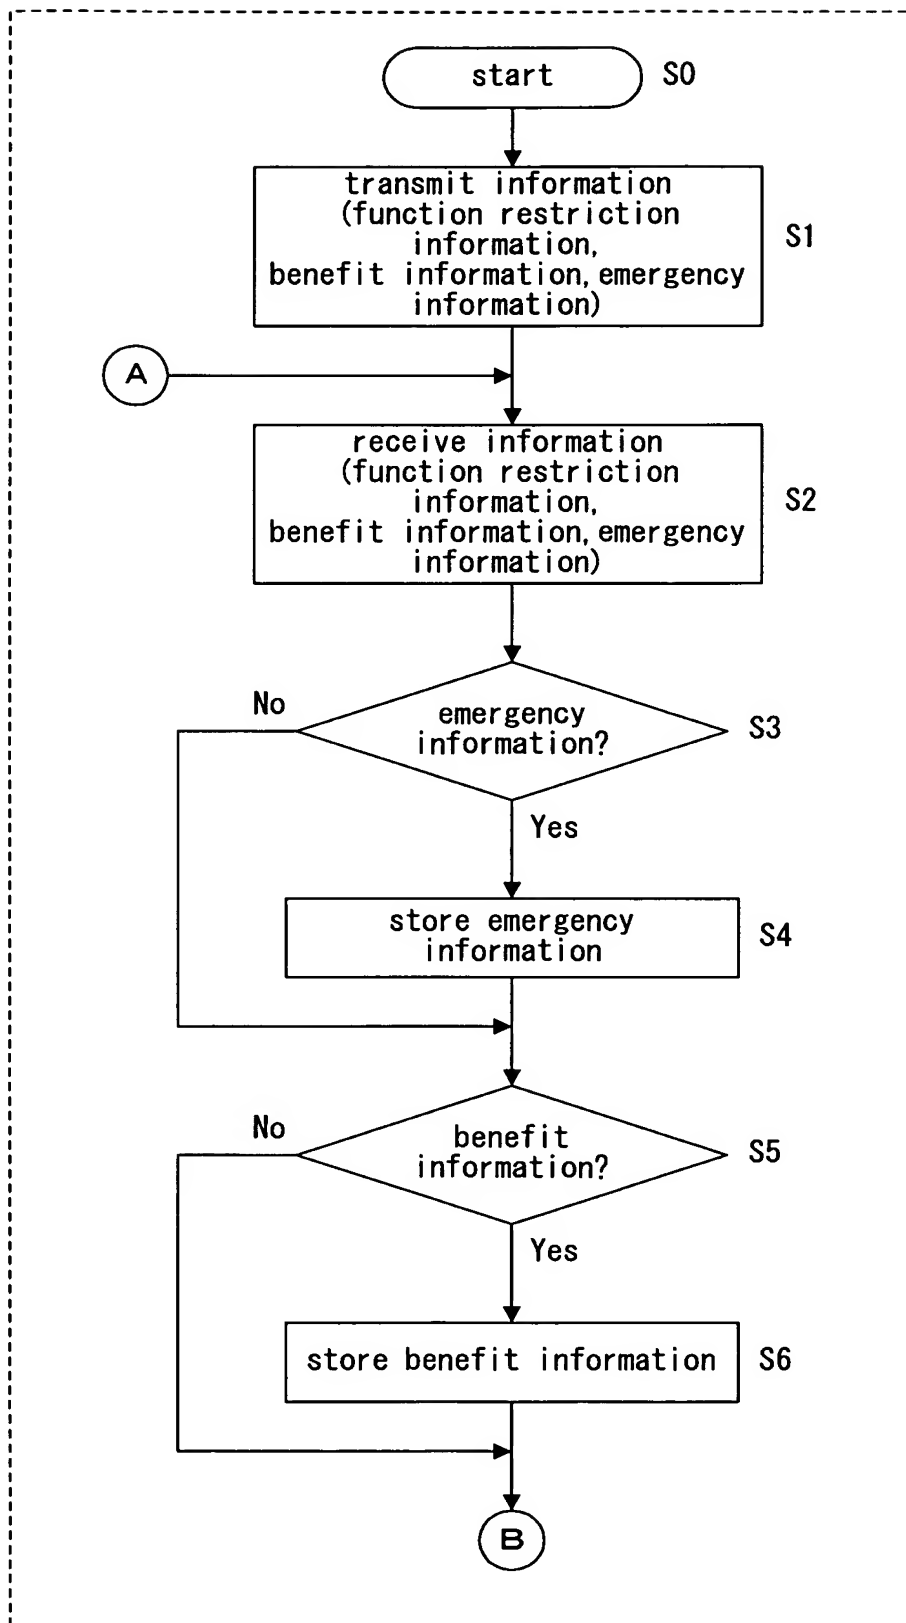 start
S0
transmit information
(function restriction
information,
benefit information, emergency
information)
S1
A
receive information
(function restriction
information,
benefit information, emergency
information)
S2
No
emergency
information?
S3
Yes
store emergency
information
S4
No
benefit
information?
S5
Yes
store benefit information
S6
B